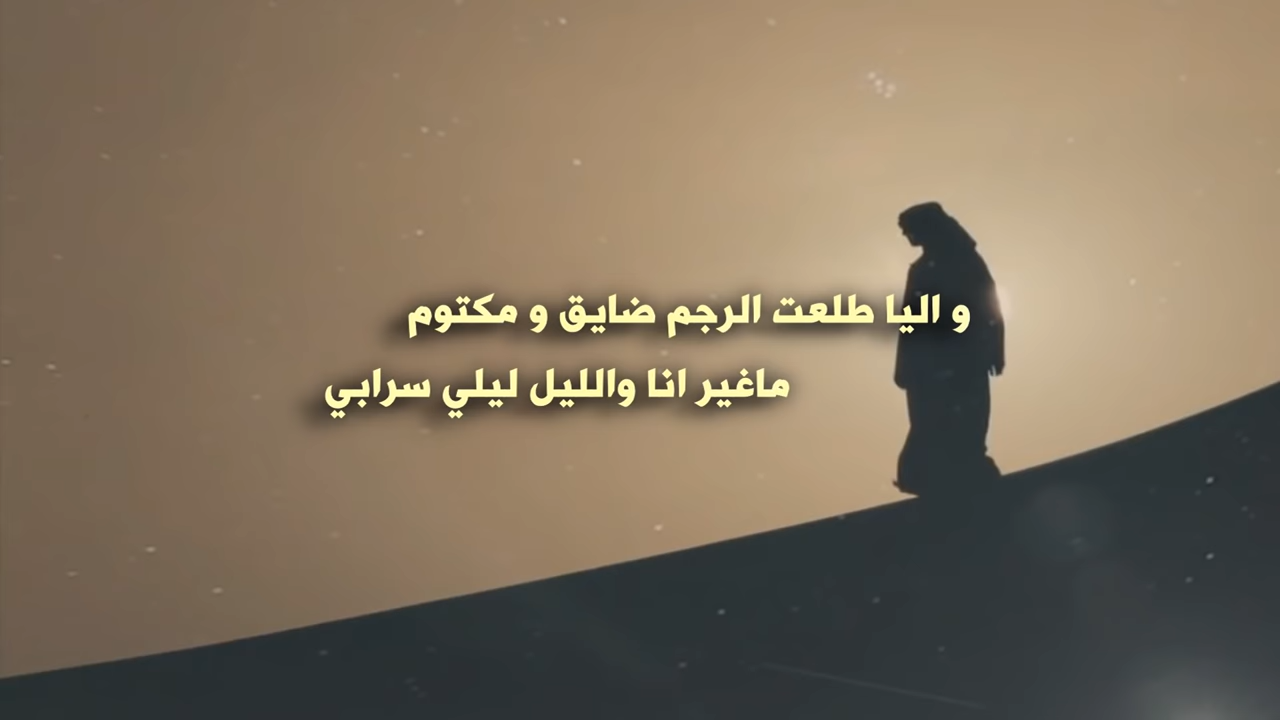 و اليا طلعت الرجم ضايق و مكتوم
ماغير انا والليل ليلي سرابي